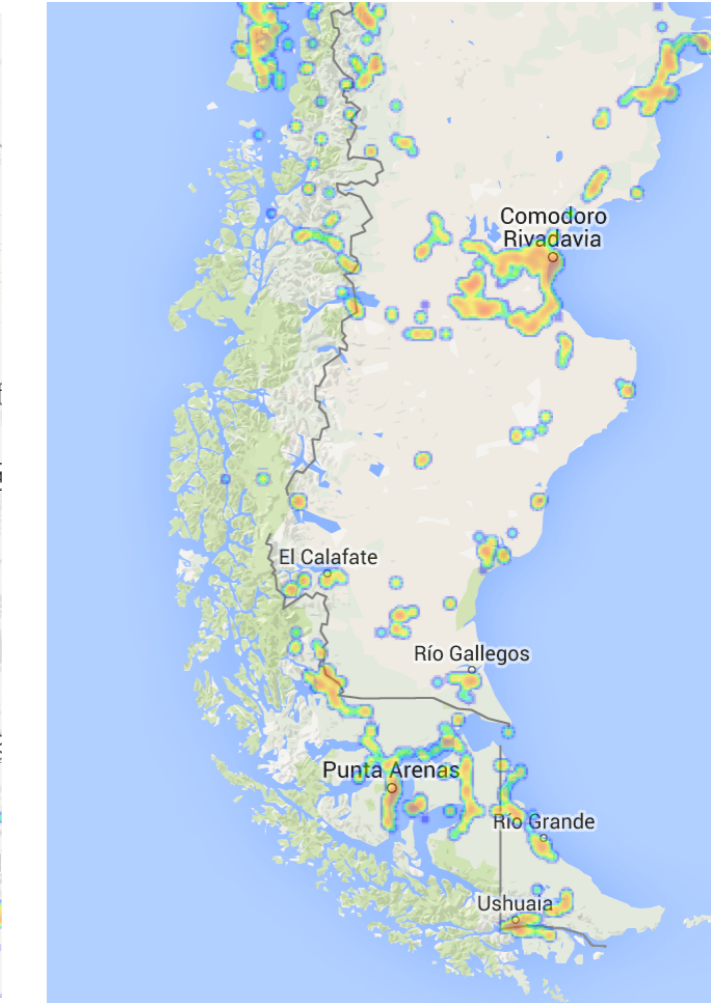 Comodoro
Rivadavia
El Calafate
Río Gallegos
Punta Arenas
Río Grande
Ushuaia